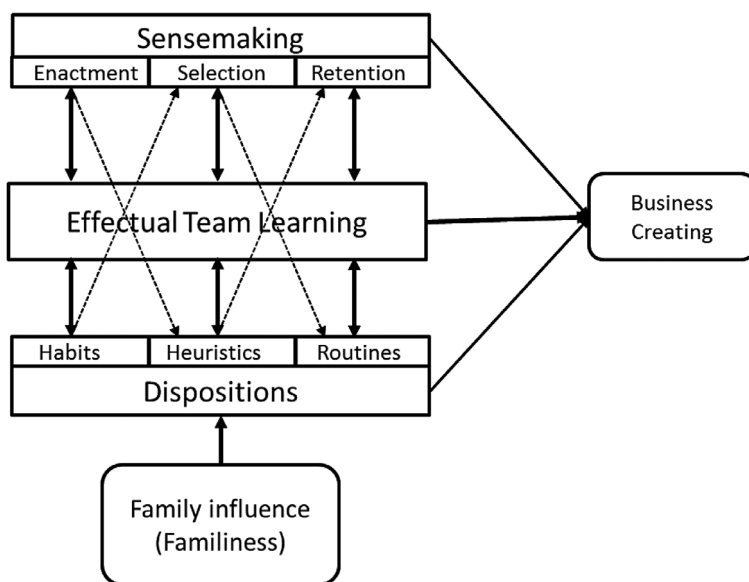 Sensemaking
Enactment
Selection
Retention
Effectual Team Learning
Business
Creating
Habits
Heuristics
Routines
Dispositions
Family influence
(Familiness)